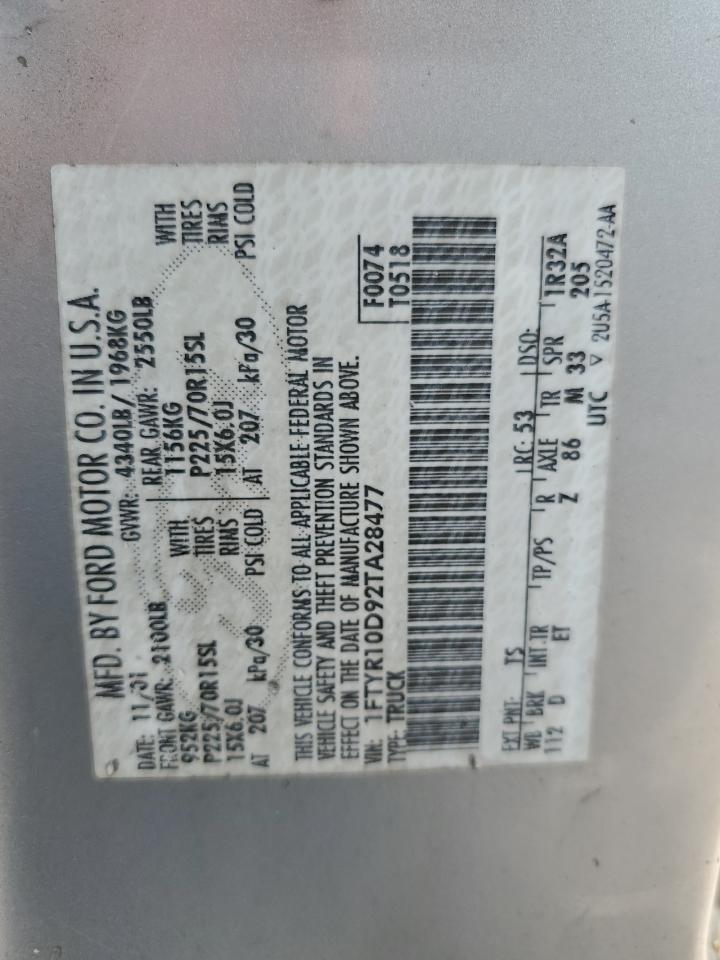 MFD. BY FORD MOTOR CO. IN U.S.A.
DATE: 11/01 GVWR: 4340LB/ 1968KG
FRONT GAWR: 2100LB REAR GAWR: 2550LB
952KG WITH 1156KG WITH
P225/70R15SL TIRES P225/70R15SL TIRES
15X6.0J RIMS 15X6.0J RIMS
AT 207 kPa/30 PSI COLD AT 207 kPa/30 PSI COLD
THIS VEHICLE CONFORMS TO ALL APPLICABLE FEDERAL MOTOR
VEHICLE SAFETY AND THEFT PREVENTION STANDARDS IN
EFFECT ON THE DATE OF MANUFACTURE SHOWN ABOVE.
VIN: 1FTYR10D92TA28477 F0074
TYPE: TRUCK T0518
EXT PNT: TS RC: 53 DSO:
WB BRK INT.TR TP/PS R AXLE TR SPR 1R32A
112 D ET Z 86 M 33 205
UTC ▽ 2U5A-1520472-AA